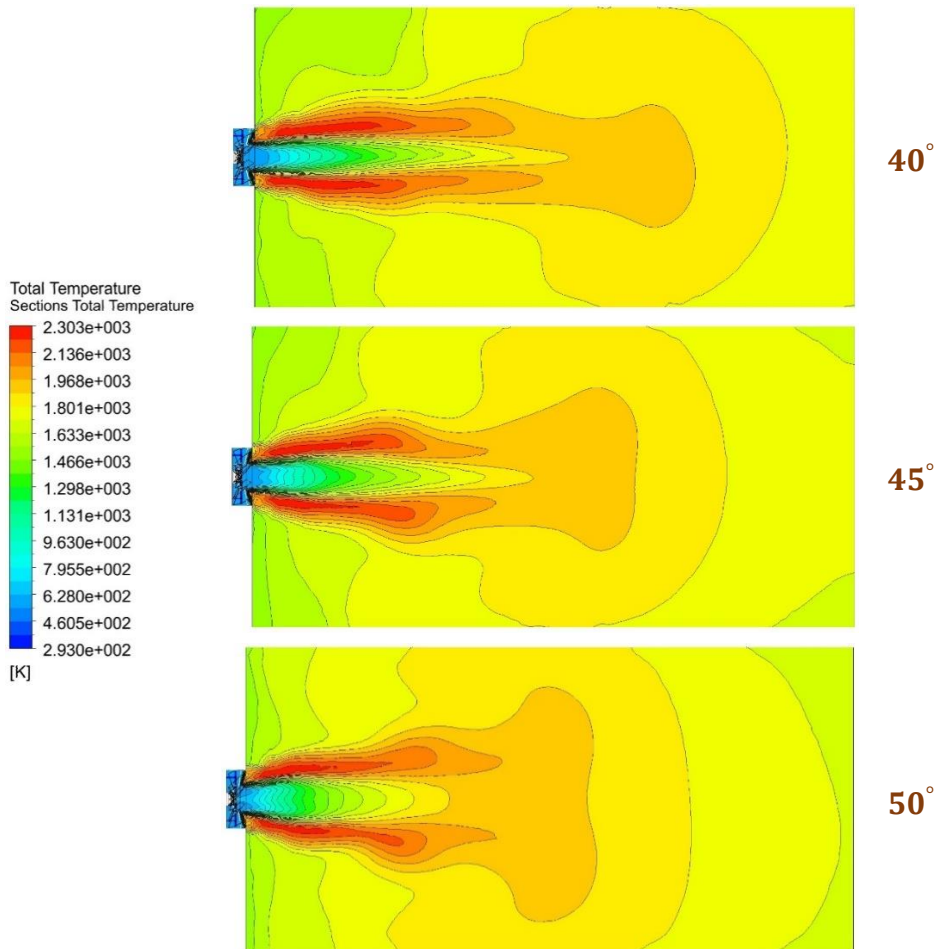 40°
Total Temperature
Sections Total Temperature
2.303e+003
2.136e+003
1.968e+003
1.801e+003
1.633e+003
1.466e+003
1.298e+003
1.131e+003
9.630e+002
7.955e+002
6.280e+002
4.605e+002
2.930e+002
[K]
45°
50°